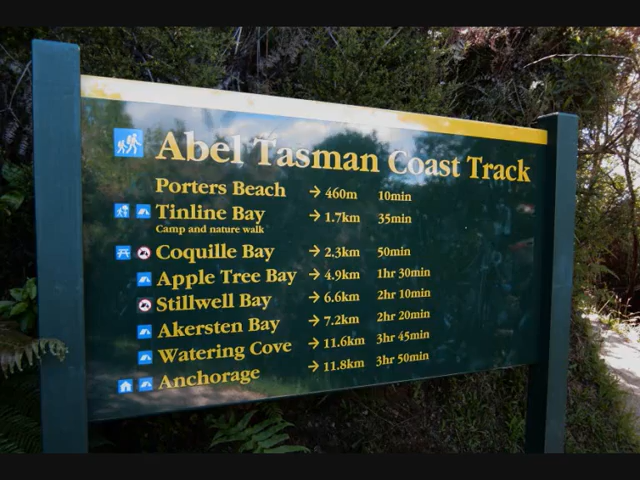 Abel Tasman Coast Track
Porters Beach → 460m 10min
Tinline Bay → 1.7km 35min
Camp and nature walk
Coquille Bay → 2.3km 50min
Apple Tree Bay → 4.9km 1hr 30min
Stillwell Bay → 6.6km 2hr 10min
Akersten Bay → 7.2km 2hr 20min
Watering Cove → 11.6km 3hr 45min
Anchorage → 11.8km 3hr 50min